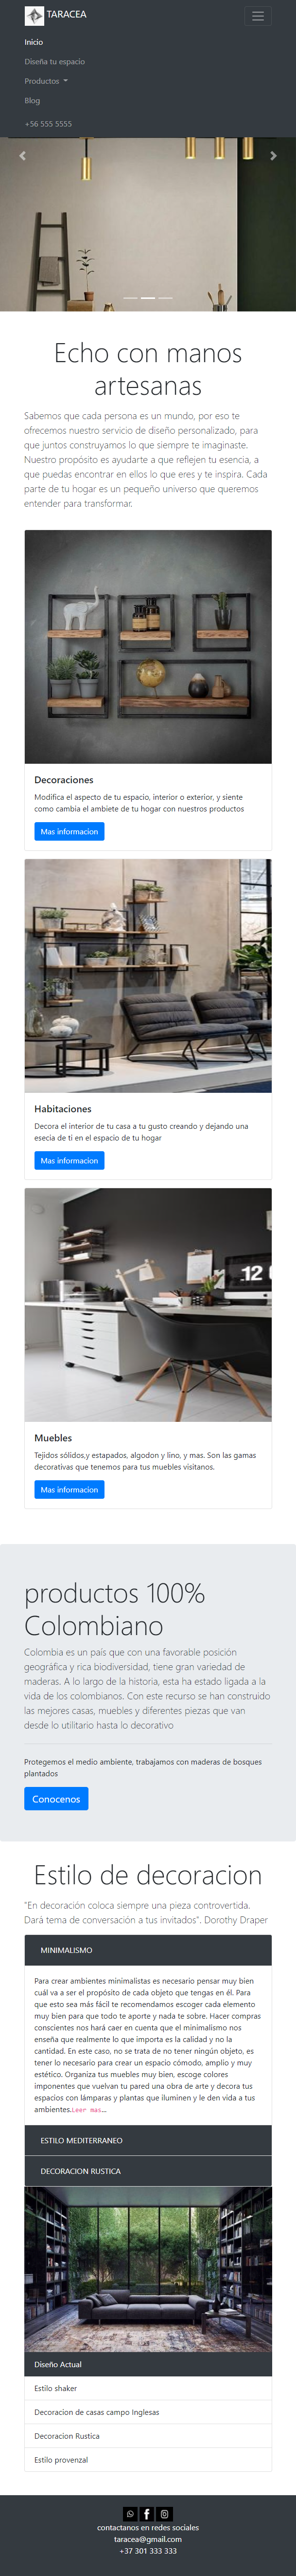 TARACEA
Inicio
Diseña tu espacio
Productos
Blog
+56 555 5555
Echo con manos
artesanas
Sabemos que cada persona es un mundo, por eso te
ofrecemos nuestro servicio de diseño personalizado, para
que juntos construyamos lo que siempre te imaginaste.
Nuestro propósito es ayudarte a que reflejen tu esencia, a
que puedas encontrar en ellos lo que eres y te inspira. Cada
parte de tu hogar es un pequeño universo que queremos
entender para transformar.
Decoraciones
Modifica el aspecto de tu espacio, interior o exterior, y siente
como cambia el ambiete de tu hogar con nuestros productos
Mas informacion
Habitaciones
Decora el interior de tu casa a tu gusto creando y dejando una
esecia de ti en el espacio de tu hogar
Mas informacion
12
Muebles
Tejidos sólidos,y estapados, algodon y lino, y mas. Son las gamas
decorativas que tenemos para tus muebles visitanos.
Mas informacion
productos 100%
Colombiano
Colombia es un país que con una favorable posición
geográfica y rica biodiversidad, tiene gran variedad de
maderas. A lo largo de la historia, esta ha estado ligada a la
vida de los colombianos. Con este recurso se han construido
las mejores casas, muebles y diferentes piezas que van
desde lo utilitario hasta lo decorativo
Protegemos el medio ambiente, trabajamos con maderas de bosques
plantados
Conocenos
Estilo de decoracion
"En decoración coloca siempre una pieza controvertida.
Dará tema de conversación a tus invitados". Dorothy Draper
MINIMALISMO
Para crear ambientes minimalistas es necesario pensar muy bien
cuál va a ser el propósito de cada objeto que tengas en él. Para
que esto sea más fácil te recomendamos escoger cada elemento
muy bien para que todo te aporte y nada te sobre. Hacer compras
conscientes nos hará caer en cuenta que el minimalismo nos
enseña que realmente lo que importa es la calidad y no la
cantidad. En este caso, no se trata de no tener ningún objeto, es
tener lo necesario para crear un espacio cómodo, amplio y muy
estético. Organiza tus muebles muy bien, escoge colores
imponentes que vuelvan tu pared una obra de arte y decora tus
espacios con lámparas y plantas que iluminen y le den vida a tus
ambientes.Leer mas...
ESTILO MEDITERRANEO
DECORACION RUSTICA
Diseño Actual
Estilo shaker
Decoracion de casas campo Inglesas
Decoracion Rustica
Estilo provenzal
contactanos en redes sociales
taracea@gmail.com
+37 301 333 333